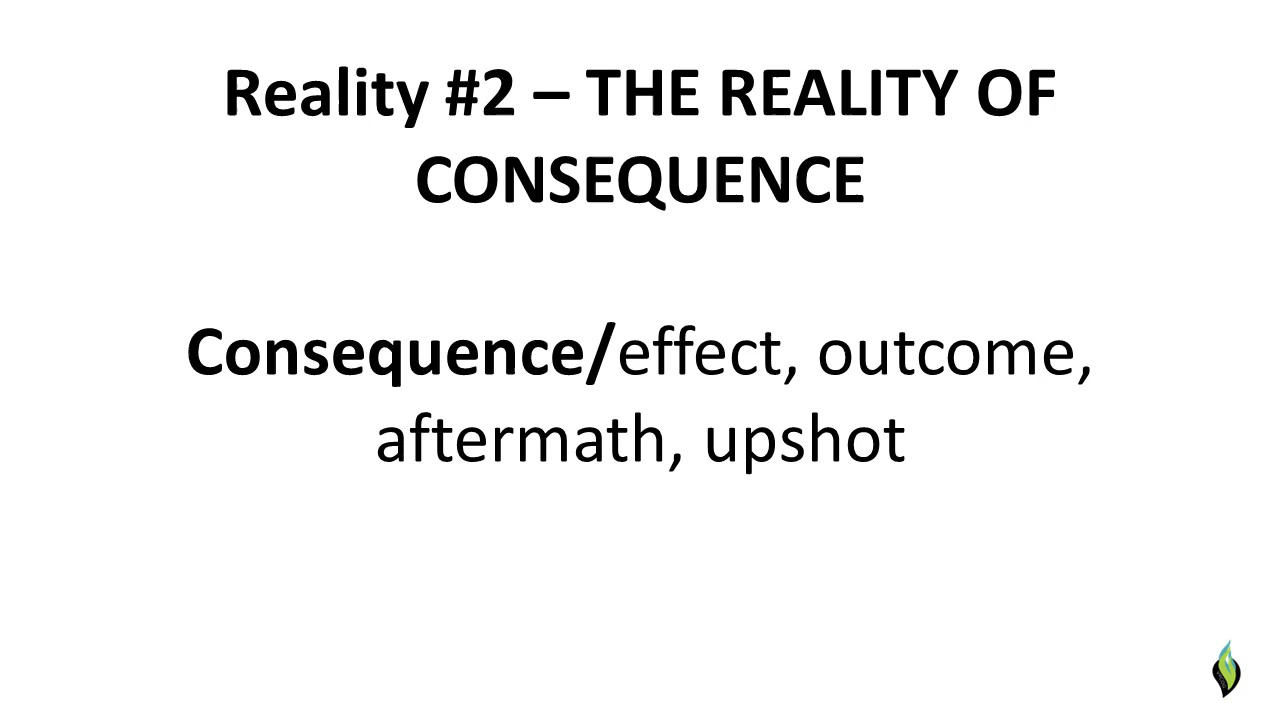 Reality #2 – THE REALITY OF
CONSEQUENCE
Consequence/effect, outcome,
aftermath, upshot